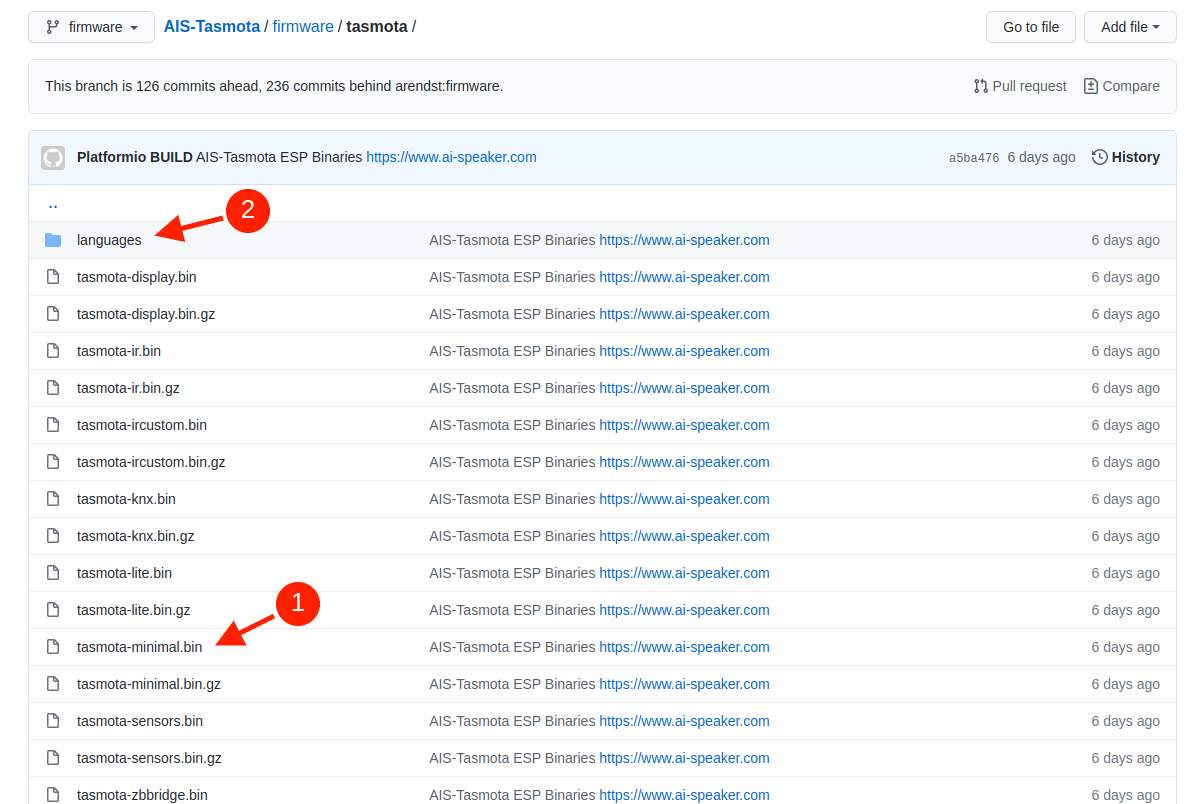 firmware AIS-Tasmota / firmware / tasmota / Go to file Add file
This branch is 126 commits ahead, 236 commits behind arendst:firmware. Pull request Compare
Platformio BUILD AIS-Tasmota ESP Binaries https://www.ai-speaker.com a5ba476 6 days ago History
..
2
languages AIS-Tasmota ESP Binaries https://www.ai-speaker.com 6 days ago
tasmota-display.bin AIS-Tasmota ESP Binaries https://www.ai-speaker.com 6 days ago
tasmota-display.bin.gz AIS-Tasmota ESP Binaries https://www.ai-speaker.com 6 days ago
tasmota-ir.bin AIS-Tasmota ESP Binaries https://www.ai-speaker.com 6 days ago
tasmota-ir.bin.gz AIS-Tasmota ESP Binaries https://www.ai-speaker.com 6 days ago
tasmota-ircustom.bin AIS-Tasmota ESP Binaries https://www.ai-speaker.com 6 days ago
tasmota-ircustom.bin.gz AIS-Tasmota ESP Binaries https://www.ai-speaker.com 6 days ago
tasmota-knx.bin AIS-Tasmota ESP Binaries https://www.ai-speaker.com 6 days ago
tasmota-knx.bin.gz AIS-Tasmota ESP Binaries https://www.ai-speaker.com 6 days ago
tasmota-lite.bin AIS-Tasmota ESP Binaries https://www.ai-speaker.com 6 days ago
tasmota-lite.bin.gz AIS-Tasmota ESP Binaries https://www.ai-speaker.com 6 days ago
1
tasmota-minimal.bin AIS-Tasmota ESP Binaries https://www.ai-speaker.com 6 days ago
tasmota-minimal.bin.gz AIS-Tasmota ESP Binaries https://www.ai-speaker.com 6 days ago
tasmota-sensors.bin AIS-Tasmota ESP Binaries https://www.ai-speaker.com 6 days ago
tasmota-sensors.bin.gz AIS-Tasmota ESP Binaries https://www.ai-speaker.com 6 days ago
tasmota-zbbridge.bin AIS-Tasmota ESP Binaries https://www.ai-speaker.com 6 days ago